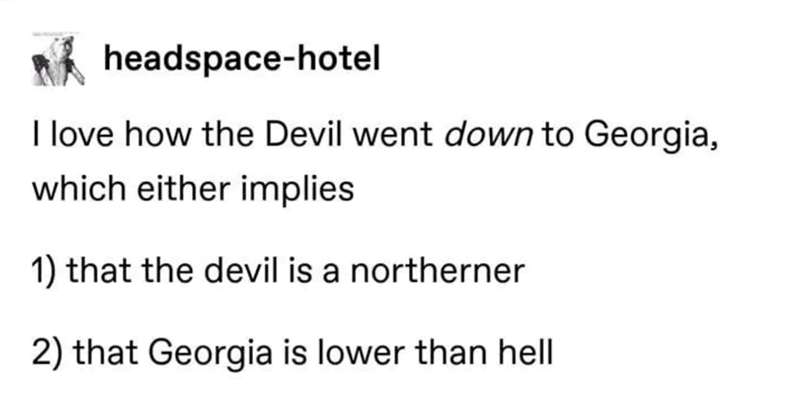 headspace-hotel
I love how the Devil went down to Georgia,
which either implies
1) that the devil is a northerner
2) that Georgia is lower than hell